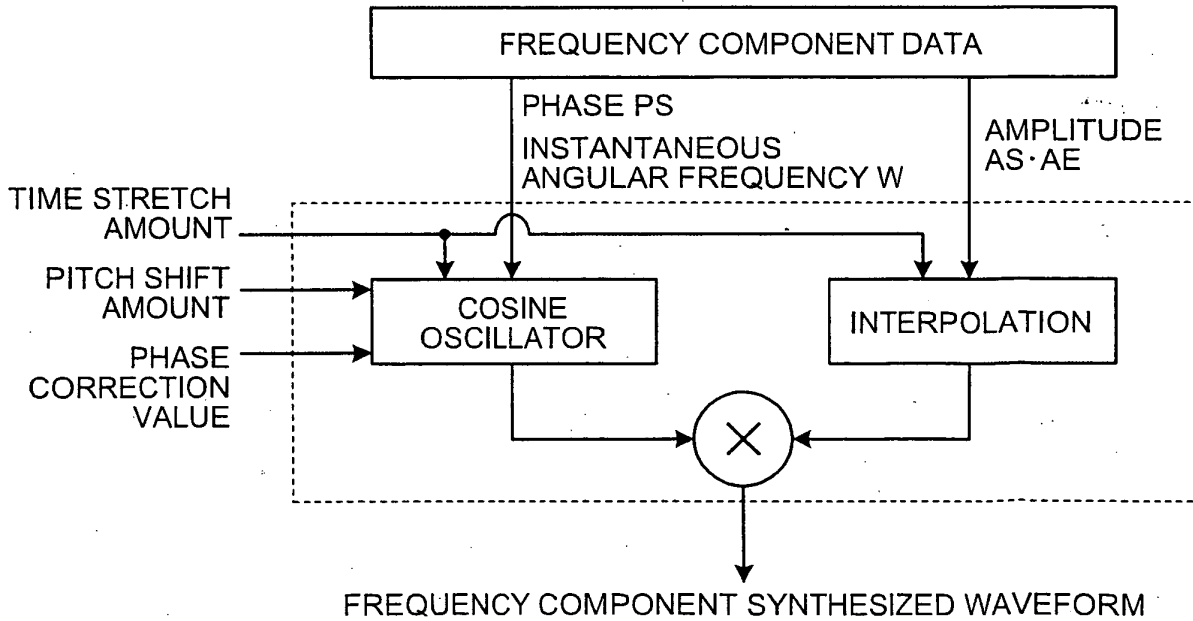 FREQUENCY COMPONENT DATA
PHASE PS
INSTANTANEOUS
ANGULAR FREQUENCY W
AMPLITUDE
AS·AE
TIME STRETCH
AMOUNT
PITCH SHIFT
AMOUNT
PHASE
CORRECTION
VALUE
COSINE
OSCILLATOR
INTERPOLATION
FREQUENCY COMPONENT SYNTHESIZED WAVEFORM